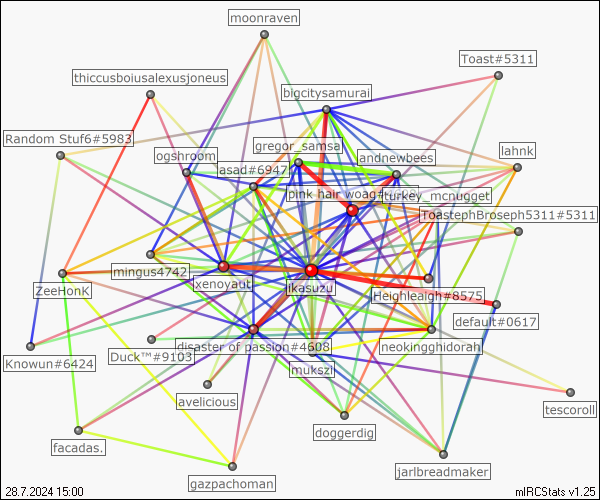 moonraven
Toast#5311
thiccusboiusalexusjoneus
bigcitysamurai
Random Stuf6#5983
gregor_samsa
ogshroom
andnewbees
lahnk
asad#6947
pink hair woag#
turkey_mcnugget
ToastephBroseph5311#5311
mingus4742
xenoyaut
ikasuzu
ZeeHonK
Heighleaigh#8575
default#0617
disaster of passion#4608
neokingghidorah
Knowun#6424
Duck™#9103
mukszi
avelicious
tescoroll
doggerdig
facadas.
jarlbreadmaker
gazpachoman
28.7.2024 15:00
mIRCStats v1.25